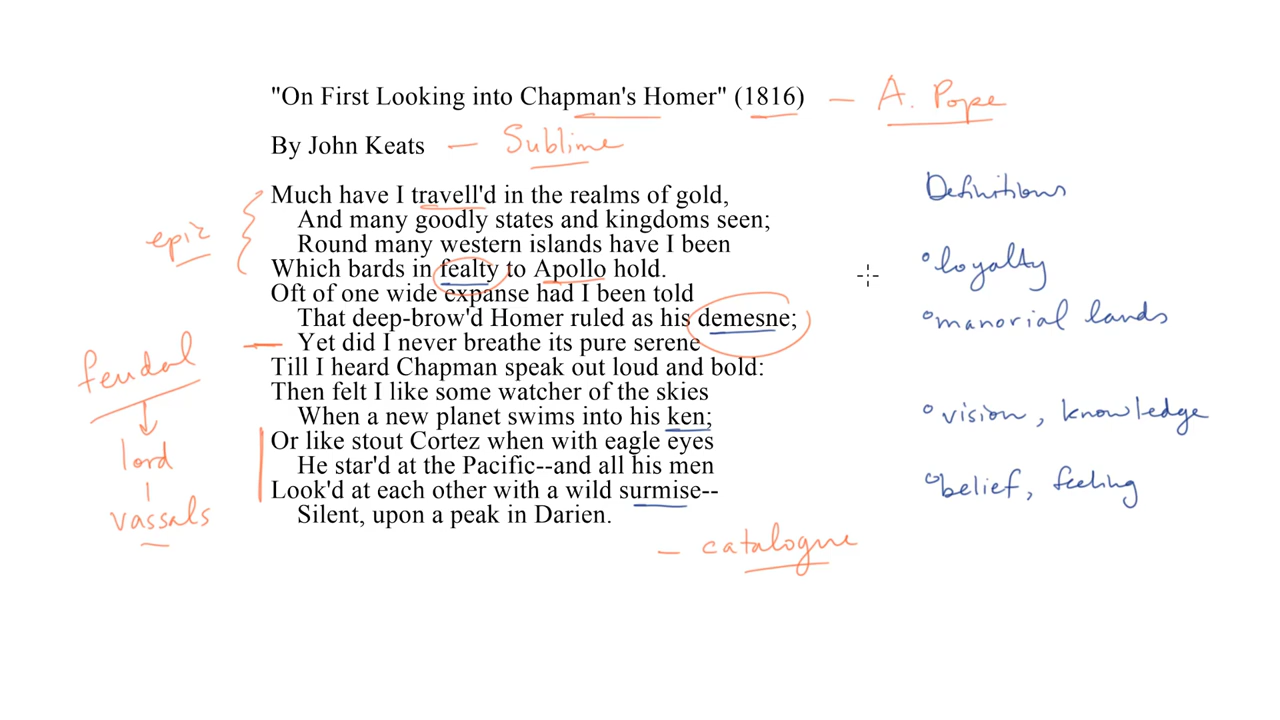 "On First Looking into Chapman's Homer" (1816) — A. Pope
By John Keats — Sublime
Definitions
Much have I travell'd in the realms of gold,
And many goodly states and kingdoms seen;
epic
Round many western islands have I been
Which bards in fealty to Apollo hold.
•loyalty
Oft of one wide expanse had I been told
That deep-brow'd Homer ruled as his demesne;
•manorial lands
Yet did I never breathe its pure serene
feudal
Till I heard Chapman speak out loud and bold:
Then felt I like some watcher of the skies
When a new planet swims into his ken;
•vision, knowledge
Or like stout Cortez when with eagle eyes
lord
He star'd at the Pacific--and all his men
Look'd at each other with a wild surmise--
•belief, feeling
vassals
Silent, upon a peak in Darien.
— catalogue